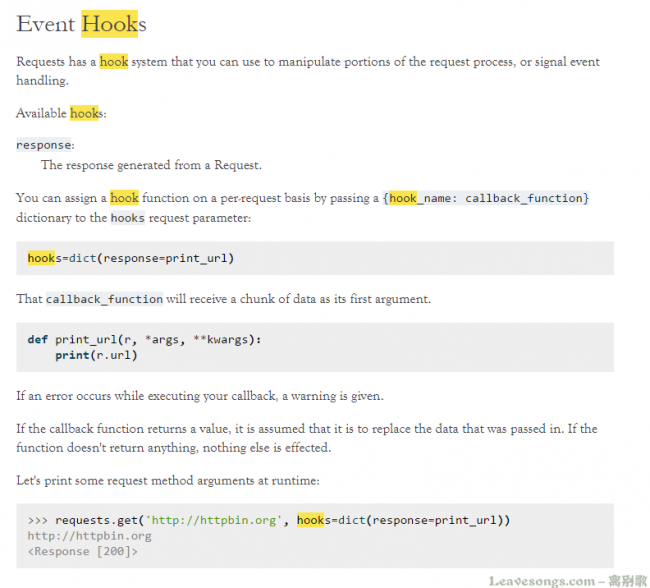 Event Hooks
Requests has a hook system that you can use to manipulate portions of the request process, or signal event
handling.
Available hooks:
response:
The response generated from a Request.
You can assign a hook function on a per-request basis by passing a {hook_name: callback_function}
dictionary to the hooks request parameter:
hooks=dict(response=print_url)
That callback_function will receive a chunk of data as its first argument.
def print_url(r, *args, **kwargs):
    print(r.url)
If an error occurs while executing your callback, a warning is given.
If the callback function returns a value, it is assumed that it is to replace the data that was passed in. If the
function doesn't return anything, nothing else is effected.
Let's print some request method arguments at runtime:
>>> requests.get('http://httpbin.org', hooks=dict(response=print_url))
http://httpbin.org
<Response [200]>
Leavesongs.com – 离别歌